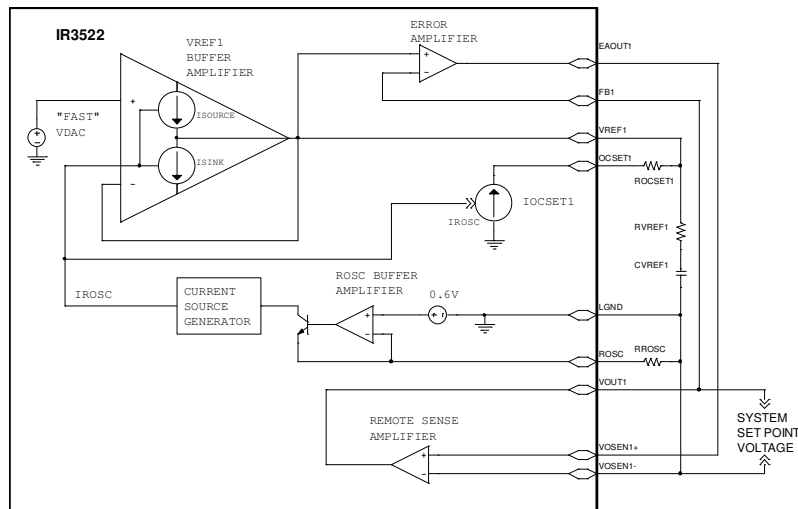 IR3522
VREF1
BUFFER
AMPLIFIER
ERROR
AMPLIFIER
EAOUT1
+
-
FB1
"FAST"
VDAC
+
-
+
-
ISOURCE
ISINK
VREF1
OCSET1
ROCSET1
IOCSET1
IROSC
RVREF1
CVREF1
IROSC
CURRENT
SOURCE
GENERATOR
ROSC BUFFER
AMPLIFIER
+
-
0.6V
LGND
ROSC
RROSC
VOUT1
REMOTE SENSE
AMPLIFIER
+
-
VOSEN1+
VOSEN1-
SYSTEM
SET POINT
VOLTAGE